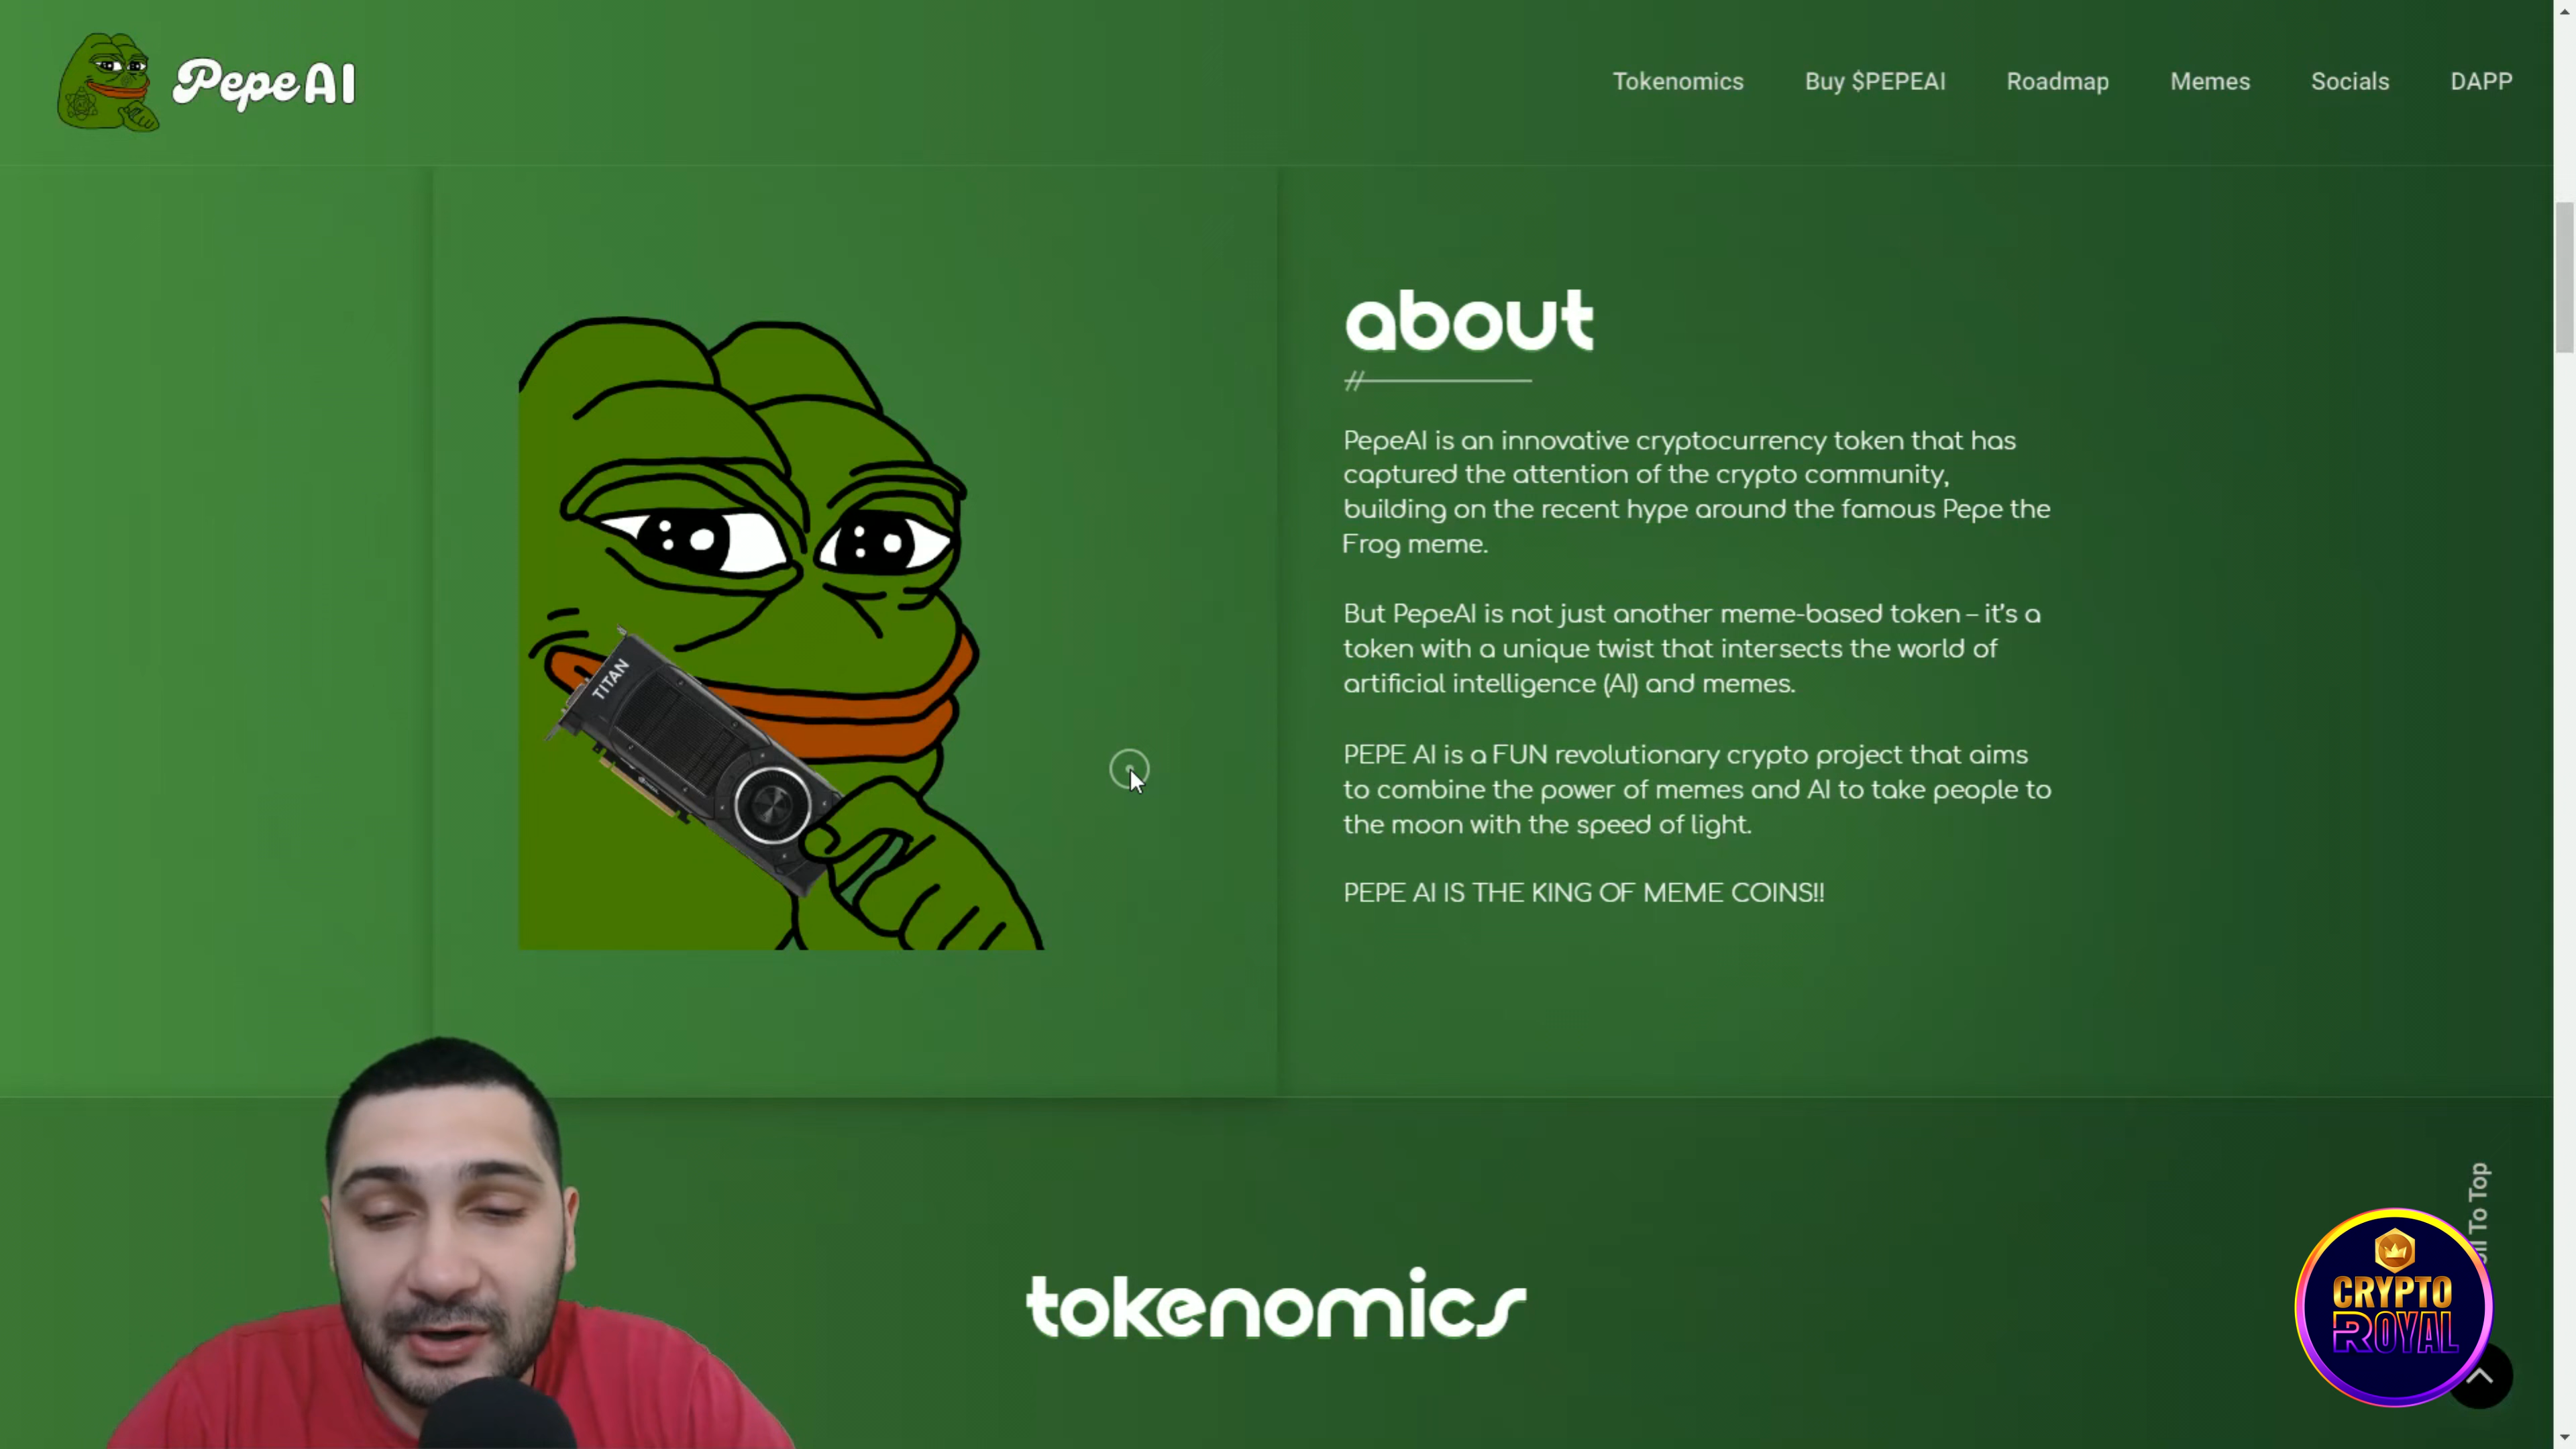 Pepe AI
Tokenomics
Buy $PEPEAI
Roadmap
Memes
Socials
DAPP
about
//
PepeAI is an innovative cryptocurrency token that has
captured the attention of the crypto community,
building on the recent hype around the famous Pepe the
Frog meme.
But PepeAI is not just another meme-based token – it's a
token with a unique twist that intersects the world of
artificial intelligence (AI) and memes.
PEPE AI is a FUN revolutionary crypto project that aims
to combine the power of memes and AI to take people to
the moon with the speed of light.
PEPE AI IS THE KING OF MEME COINS!!
TITAN
tokenomics
To Top
CRYPTO
ROYAL